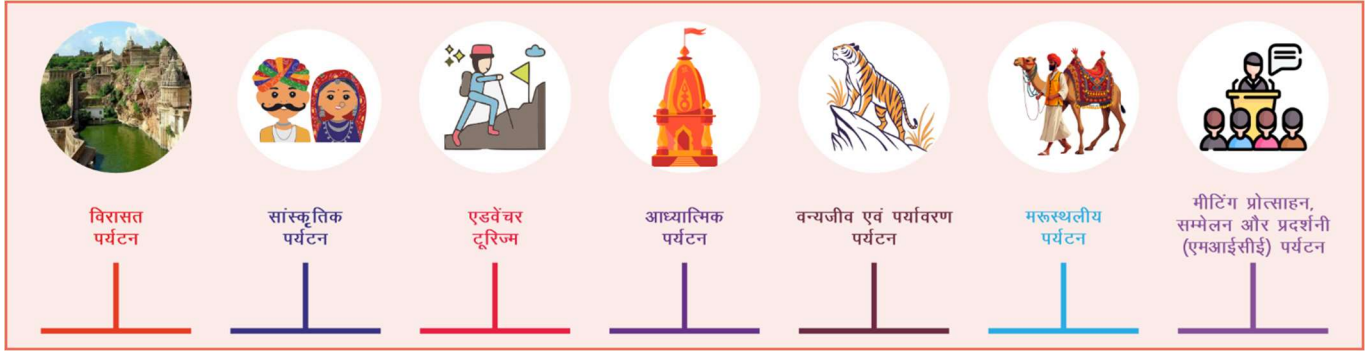 विरासत
पर्यटन
सांस्कृतिक
पर्यटन
एडवेंचर
टूरिज्म
आध्यात्मिक
पर्यटन
वन्यजीव एवं पर्यावरण
पर्यटन
मरूस्थलीय
पर्यटन
मीटिंग प्रोत्साहन,
सम्मेलन और प्रदर्शनी
(एमआईसीई) पर्यटन